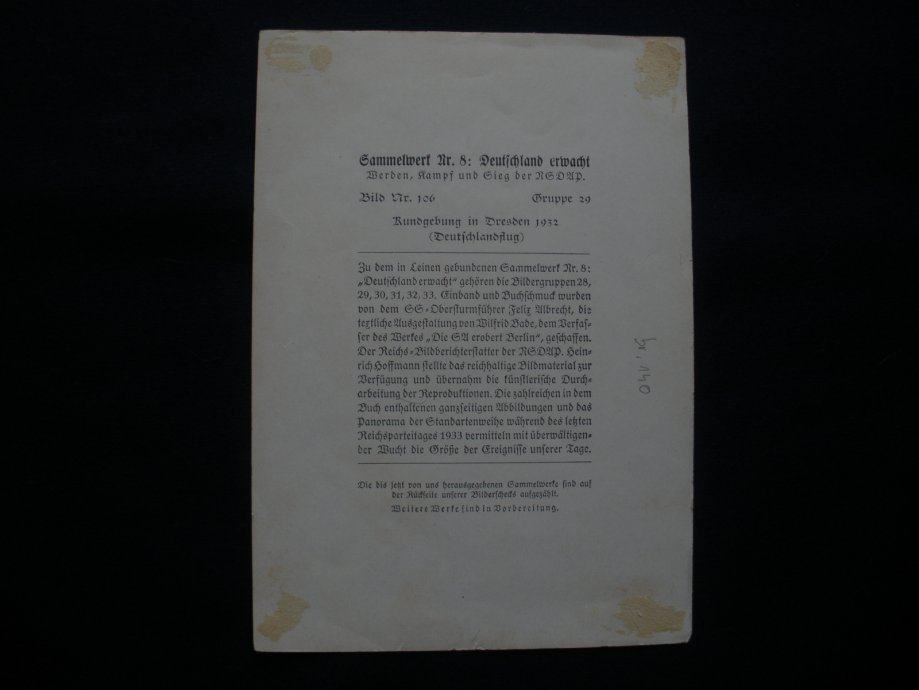 Sammelwerk Nr. 8: Deutschland erwacht
Werden, Kampf und Sieg der NSDAP.
Bild Nr. 106 Gruppe 29
Kundgebung in Dresden 1932
(Deutschlandflug)
Zu dem in Leinen gebundenen Sammelwerk Nr. 8:
„Deutschland erwacht“ gehören die Bildergruppen 28,
29, 30, 31, 32, 33. Einband und Buchschmuck wurden
von dem SS-Obersturmführer Felix Albrecht, die
textliche Ausgestaltung von Wilfrid Bade, dem Verfas-
ser des Werkes „Die SA erobert Berlin“, geschaffen.
Der Reichs-Bildberichterstatter der NSDAP. Hein-
rich Hoffmann stellte das reichhaltige Bildmaterial zur
Verfügung und übernahm die künstlerische Durch-
arbeitung der Reproduktionen. Die zahlreichen in dem
Buch enthaltenen ganzseitigen Abbildungen und das
Panorama der Standartenweihe während des letzten
Reichsparteitages 1933 vermitteln mit überwältigen-
der Wucht die Größe der Ereignisse unserer Tage.
Die bis jetzt von uns herausgegebenen Sammelwerke sind auf
der Rückseite unserer Bilderschecks aufgezählt.
Weitere Werke sind in Vorbereitung.